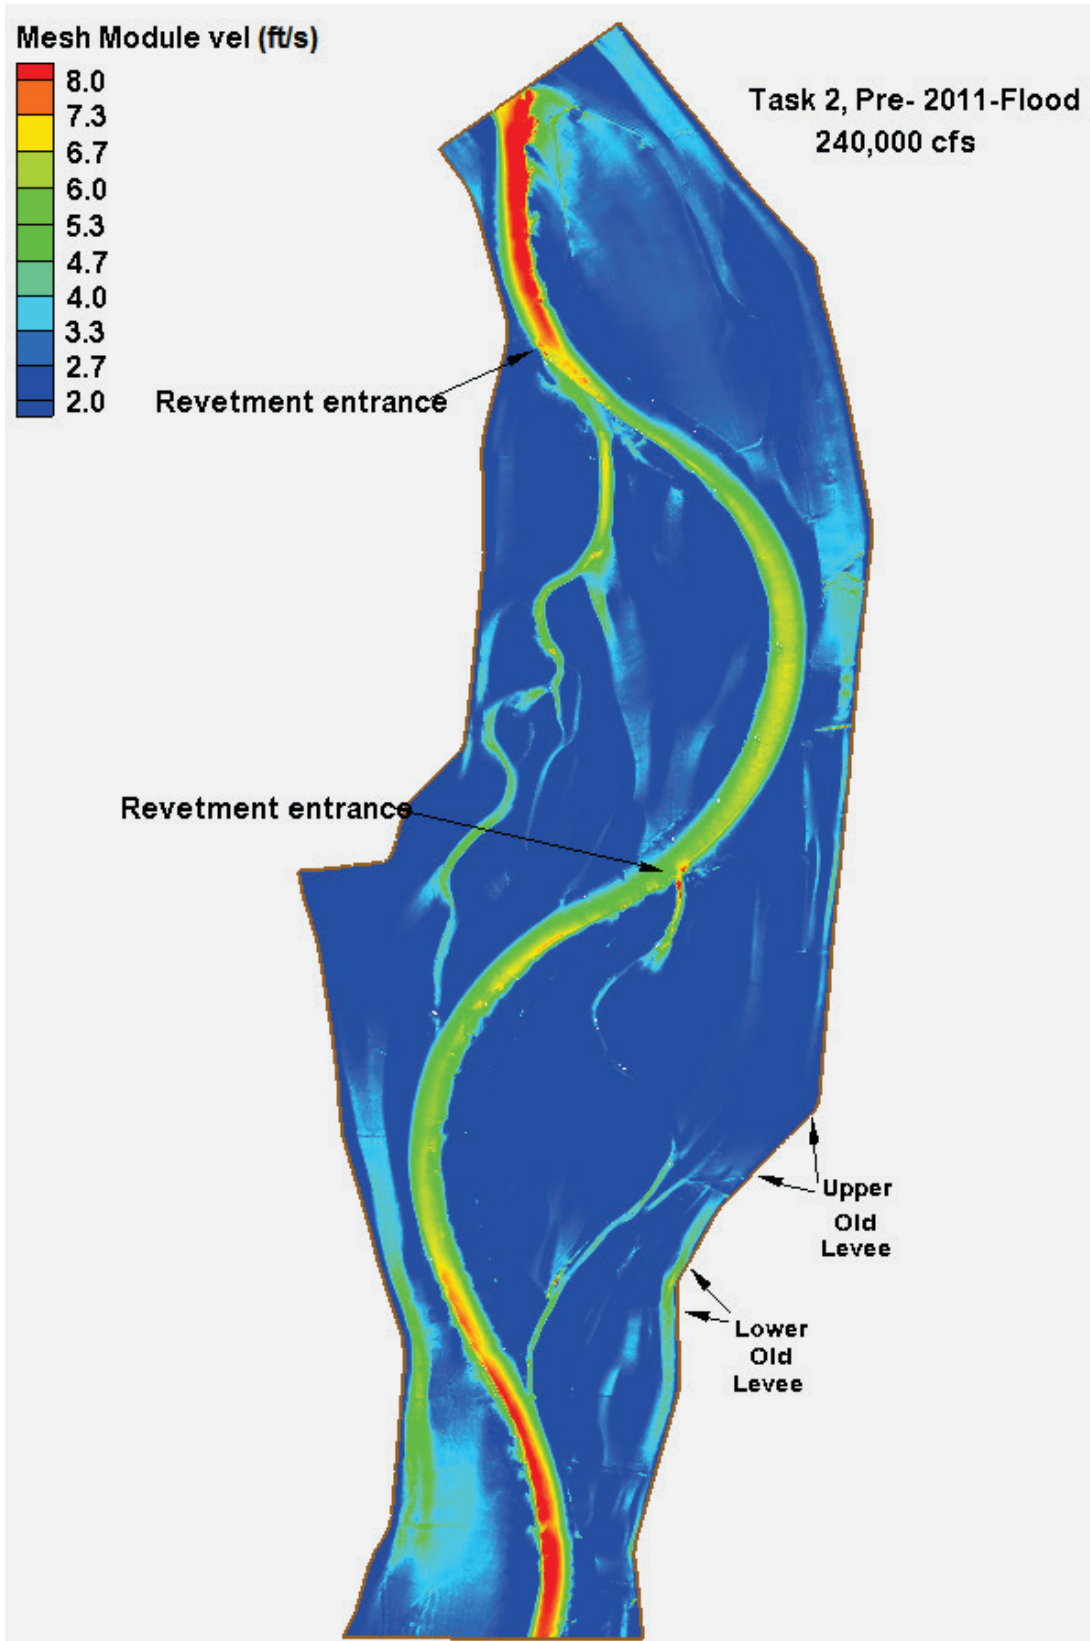 Mesh Module vel (ft/s)
8.0
7.3
6.7
6.0
5.3
4.7
4.0
3.3
2.7
2.0
Task 2, Pre- 2011-Flood
240,000 cfs
Revetment entrance
Revetment entrance
Upper
Old
Levee
Lower
Old
Levee